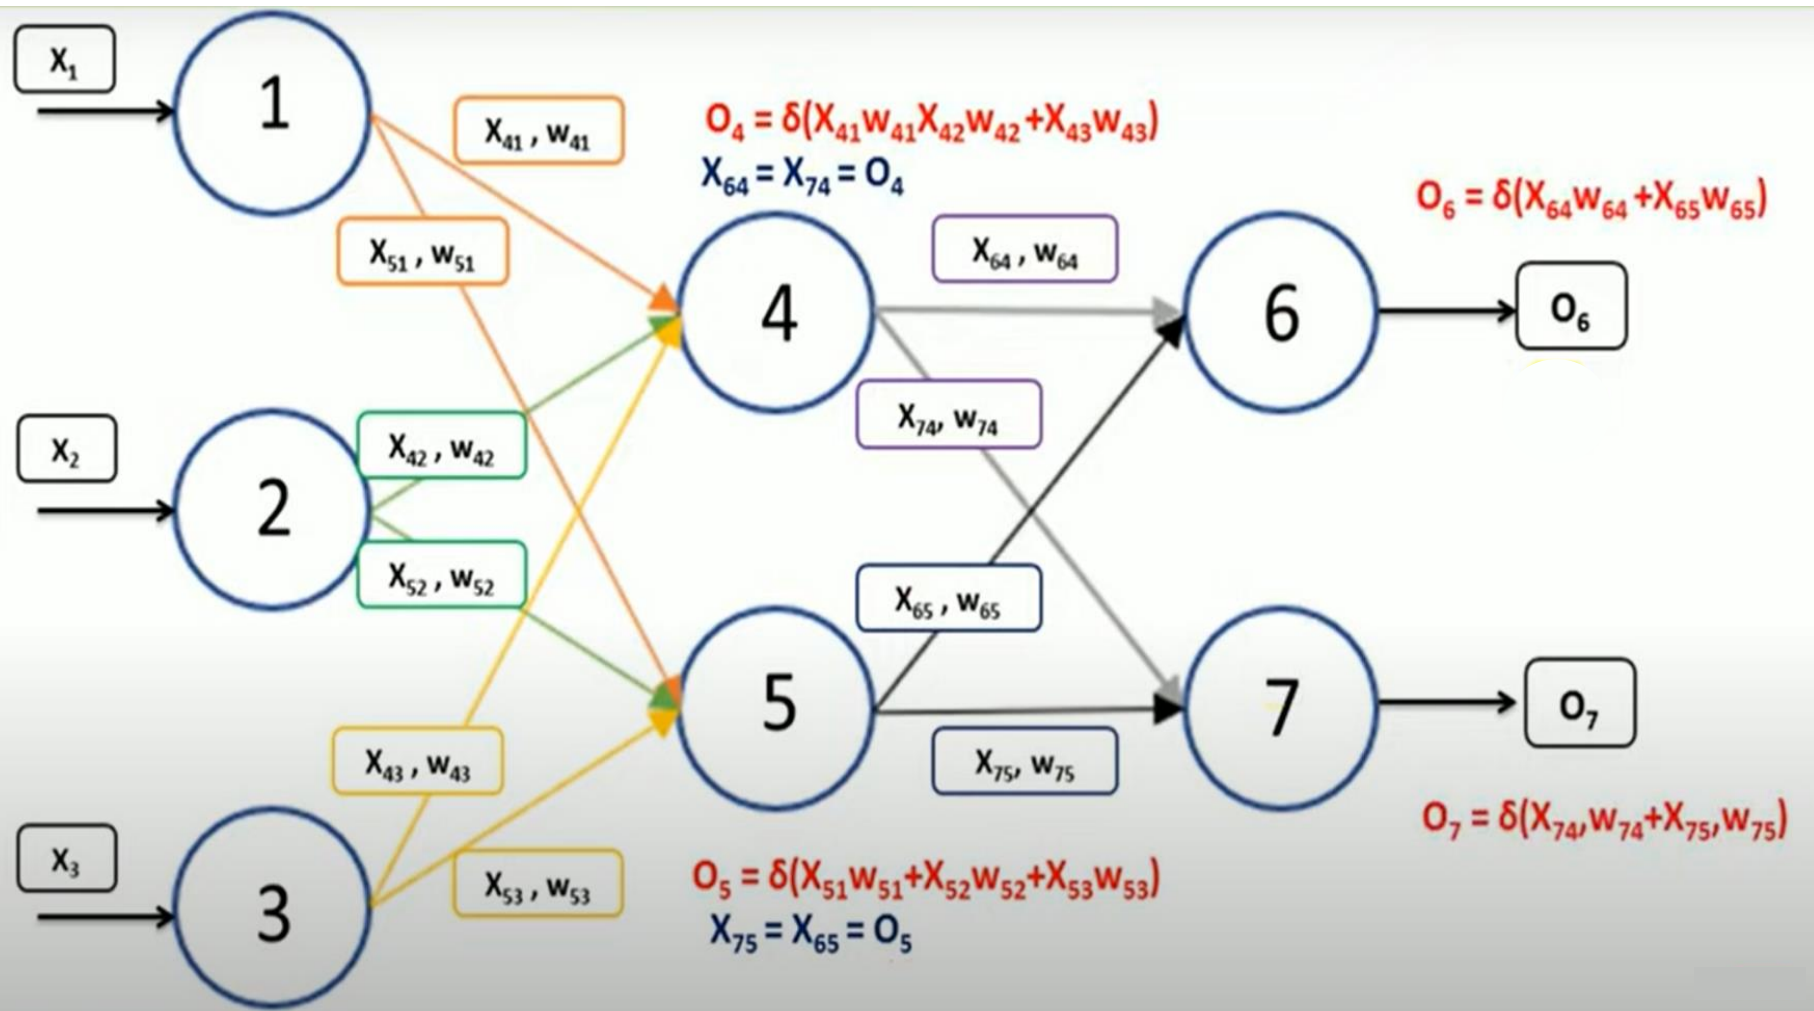 X₁
1
X₄₁ , w₄₁
O₄ = δ(X₄₁w₄₁X₄₂w₄₂ +X₄₃w₄₃)
X₆₄ = X₇₄ = O₄
O₆ = δ(X₆₄w₆₄ +X₆₅w₆₅)
X₅₁ , w₅₁
X₆₄ , w₆₄
4
6
O₆
X₂
2
X₄₂ , w₄₂
X₇₄, w₇₄
X₅₂ , w₅₂
X₆₅ , w₆₅
5
7
O₇
X₄₃ , w₄₃
X₇₅, w₇₅
O₇ = δ(X₇₄,w₇₄+X₇₅,w₇₅)
X₃
3
X₅₃ , w₅₃
O₅ = δ(X₅₁w₅₁+X₅₂w₅₂+X₅₃w₅₃)
X₇₅ = X₆₅ = O₅